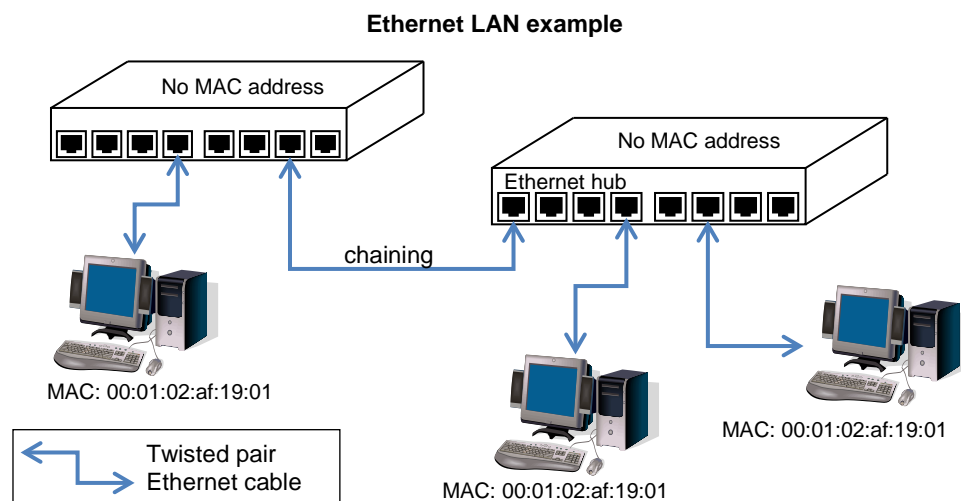 Ethernet LAN example
No MAC address
No MAC address
Ethernet hub
chaining
MAC: 00:01:02:af:19:01
MAC: 00:01:02:af:19:01
MAC: 00:01:02:af:19:01
Twisted pair
Ethernet cable